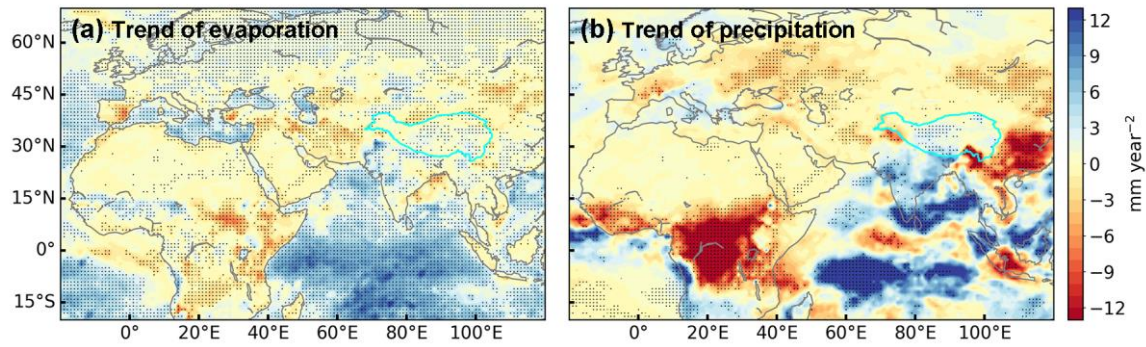 (a) Trend of evaporation
(b) Trend of precipitation
60°N
45°N
30°N
15°N
0°
15°S
0° 20°E 40°E 60°E 80°E 100°E
0° 20°E 40°E 60°E 80°E 100°E
12
9
6
3
0
−3
−6
−9
−12
mm year⁻²